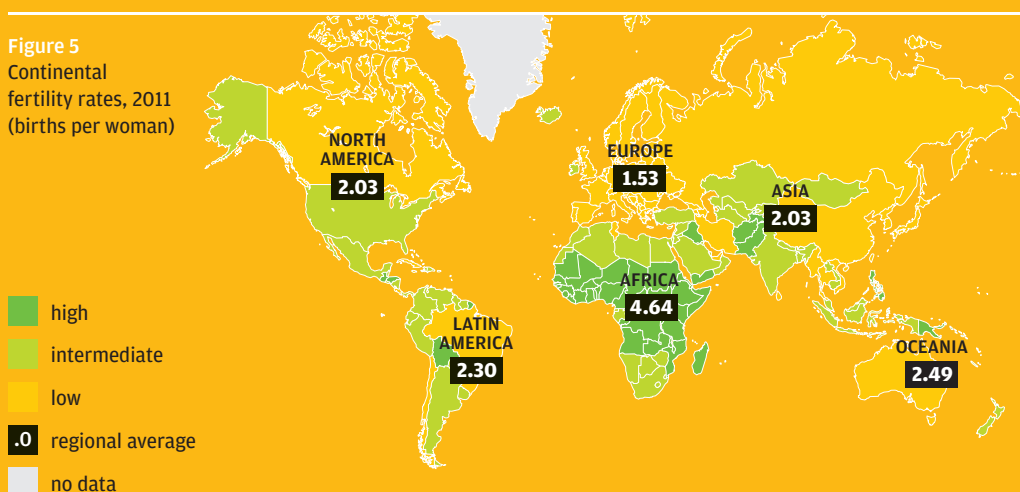 Figure 5
Continental
fertility rates, 2011
(births per woman)
NORTH
AMERICA
2.03
EUROPE
1.53
ASIA
2.03
AFRICA
4.64
LATIN
AMERICA
2.30
OCEANIA
2.49
high
intermediate
low
.0 regional average
no data